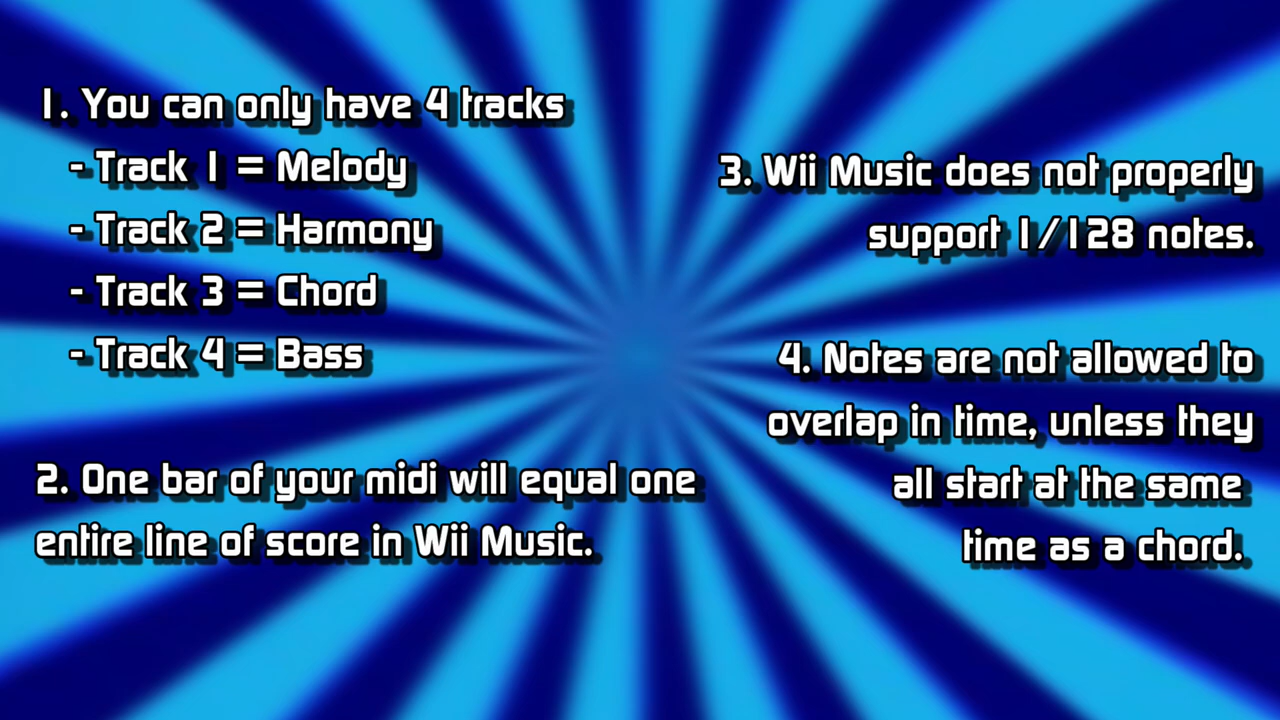 1. You can only have 4 tracks
- Track 1 = Melody
- Track 2 = Harmony
- Track 3 = Chord
- Track 4 = Bass
2. One bar of your midi will equal one
entire line of score in Wii Music.
3. Wii Music does not properly
support 1/128 notes.
4. Notes are not allowed to
overlap in time, unless they
all start at the same
time as a chord.